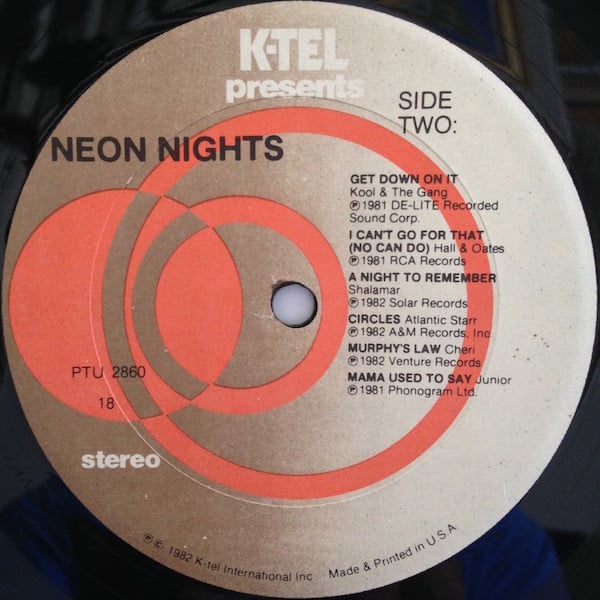 K-TEL
presents
SIDE
TWO:
NEON NIGHTS
GET DOWN ON IT
Kool & The Gang
℗1981 DE-LITE Recorded
Sound Corp.
I CAN'T GO FOR THAT
(NO CAN DO) Hall & Oates
℗1981 RCA Records
A NIGHT TO REMEMBER
Shalamar
℗1982 Solar Records
CIRCLES Atlantic Starr
℗1982 A&M Records, Inc
MURPHY'S LAW Cheri
℗1982 Venture Records
MAMA USED TO SAY Junior
℗1981 Phonogram Ltd.
PTU 2860
18
stereo
℗ © 1982 K-tel International Inc Made & Printed in U.S.A.